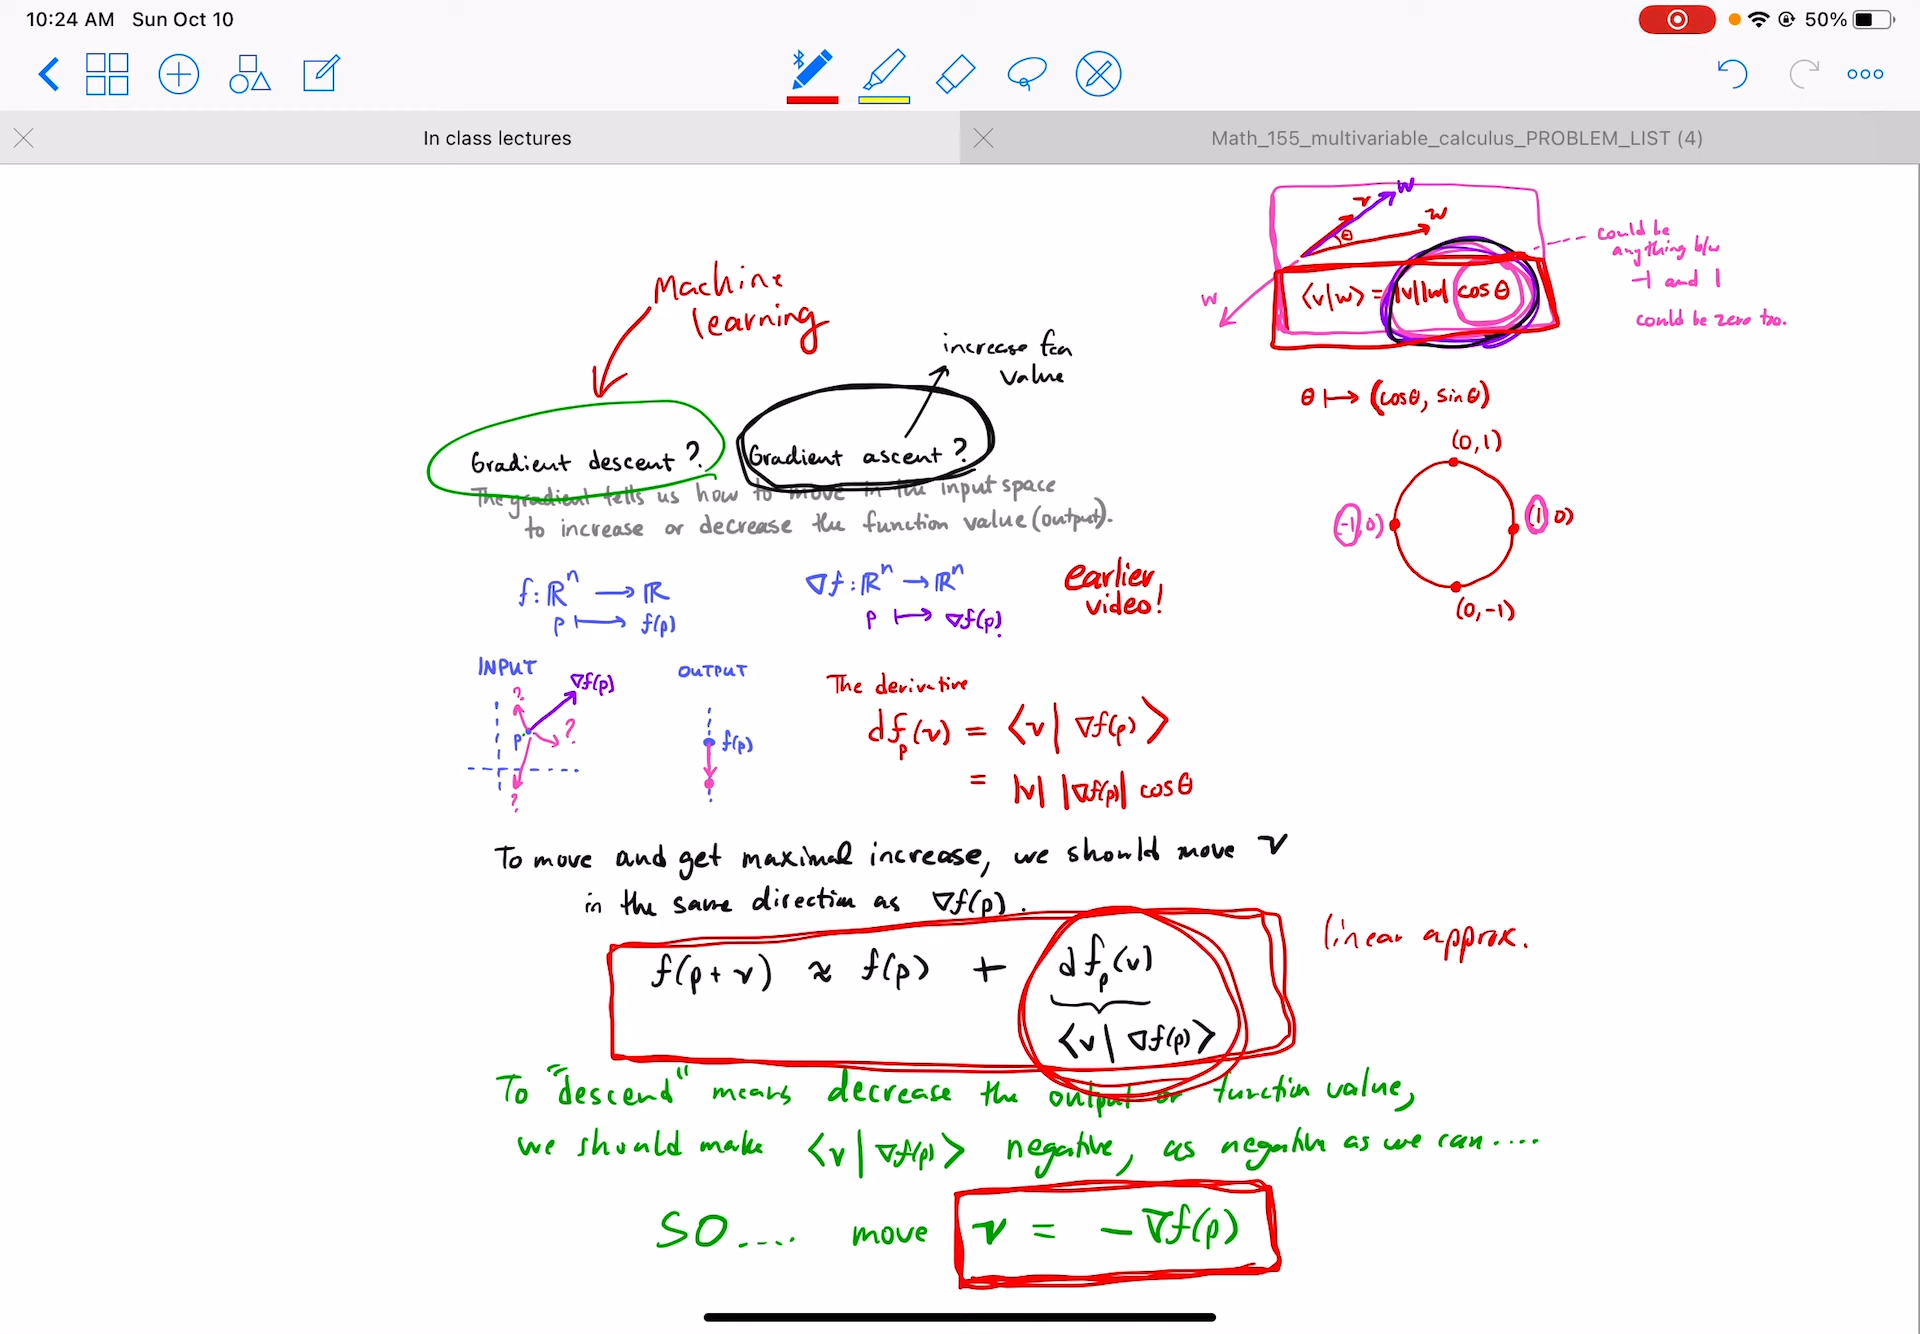 10:24 AM Sun Oct 10
50%
In class lectures
Math_155_multivariable_calculus_PROBLEM_LIST (4)
Machine
learning
increase fcn
value
Gradient descent ?
Gradient ascent ?
The gradient tells us how to move in the input space
to increase or decrease the function value (output).
f : ℝⁿ → ℝ
p ↦ f(p)
∇f : ℝⁿ → ℝⁿ
p ↦ ∇f(p)
earlier
video!
INPUT
∇f(p)
?
p
?
?
OUTPUT
f(p)
The derivative
df_p(v) = ⟨v| ∇f(p)⟩
= |v| |∇f(p)| cos θ
To move and get maximal increase, we should move v
in the same direction as ∇f(p).
f(p+v) ≈ f(p) + df_p(v)
⟨v| ∇f(p)⟩
linear approx.
To "descend" means decrease the output or function value,
we should make ⟨v|∇f(p)⟩ negative, as negative as we can....
SO.... move v = -∇f(p)
w
v
w
θ
w
⟨v|w⟩ = |v||w| cos θ
could be
anything b/w
-1 and 1
could be zero too.
θ ↦ (cosθ, sinθ)
(0,1)
(-1,0)
(1,0)
(0,-1)